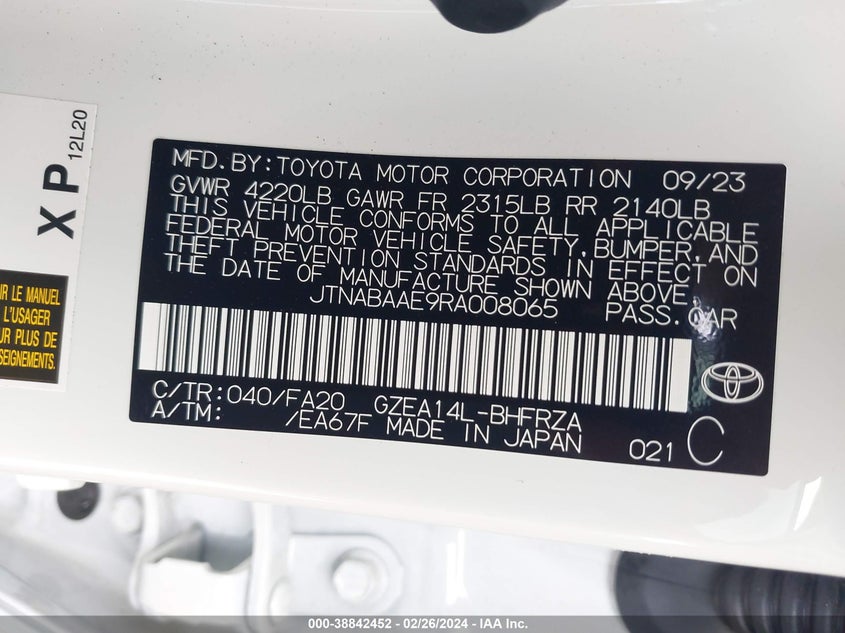 X P 12L20
MFD. BY: TOYOTA MOTOR CORPORATION 09/23
GVWR 4220LB GAWR FR 2315LB RR 2140LB
THIS VEHICLE CONFORMS TO ALL APPLICABLE
FEDERAL MOTOR VEHICLE SAFETY, BUMPER, AND
THEFT PREVENTION STANDARDS IN EFFECT ON
THE DATE OF MANUFACTURE SHOWN ABOVE.
JTNABAAE9RA008065 PASS. CAR
C/TR: 040/FA20 GZEA14L-BHFRZA
A/TM: /EA67F MADE IN JAPAN 021 C
LE MANUEL
L'USAGER
PLUS DE
000-38842452 - 02/26/2024 - IAA Inc.